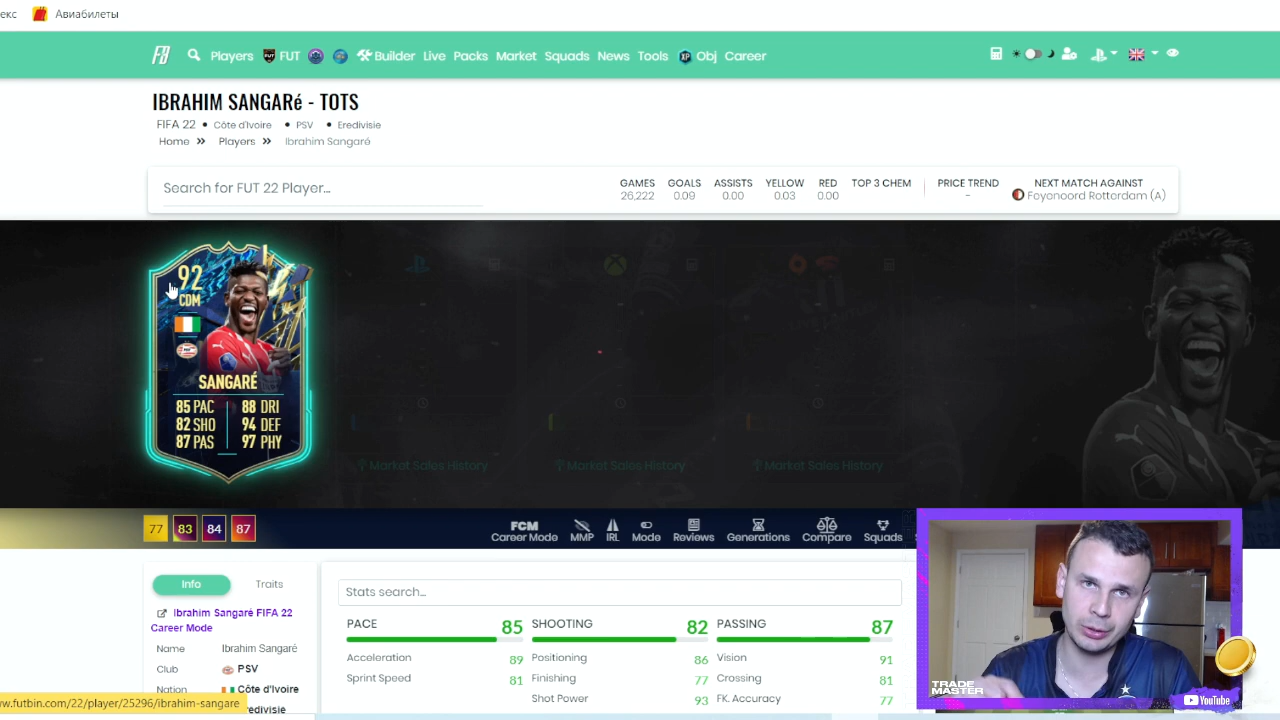 екс Авиабилеты
Players FUT Builder Live Packs Market Squads News Tools XP Obj Career
IBRAHIM SANGARé - TOTS
FIFA 22 • Côte d'Ivoire • PSV • Eredivisie
Home » Players » Ibrahim Sangaré
Search for FUT 22 Player...
GAMES GOALS ASSISTS YELLOW RED TOP 3 CHEM PRICE TREND NEXT MATCH AGAINST
26,222 0.09 0.00 0.03 0.00 - Feyenoord Rotterdam (A)
92
CDM
SANGARÉ
85 PAC 88 DRI
82 SHO 94 DEF
87 PAS 97 PHY
Market Sales History Market Sales History Market Sales History
77 83 84 87
FCM
Career Mode MMP IRL Mode Reviews Generations Compare Squads
Info Traits
Ibrahim Sangaré FIFA 22
Career Mode
Name Ibrahim Sangaré
Club PSV
Nation Côte d'Ivoire
edivisie
ww.futbin.com/22/player/25296/ibrahim-sangare
Stats search...
PACE 85 SHOOTING 82 PASSING 87
Acceleration 89 Positioning 86 Vision 91
Sprint Speed 81 Finishing 77 Crossing 81
Shot Power 93 FK. Accuracy 77
TRADE
MASTER
YouTube